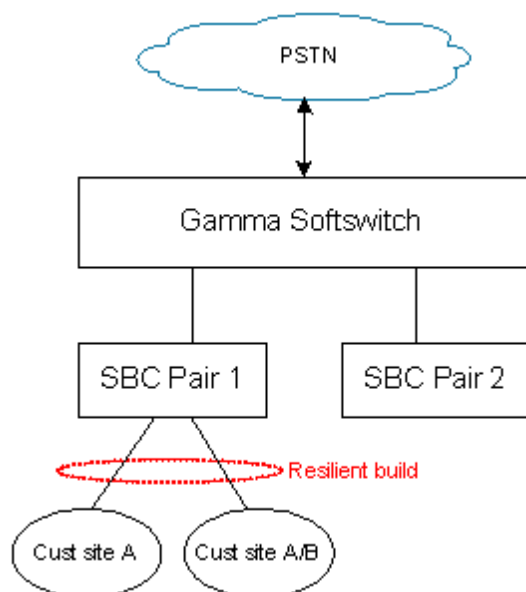 PSTN
Gamma Softswitch
SBC Pair 1
SBC Pair 2
Resilient build
Cust site A
Cust site A/B